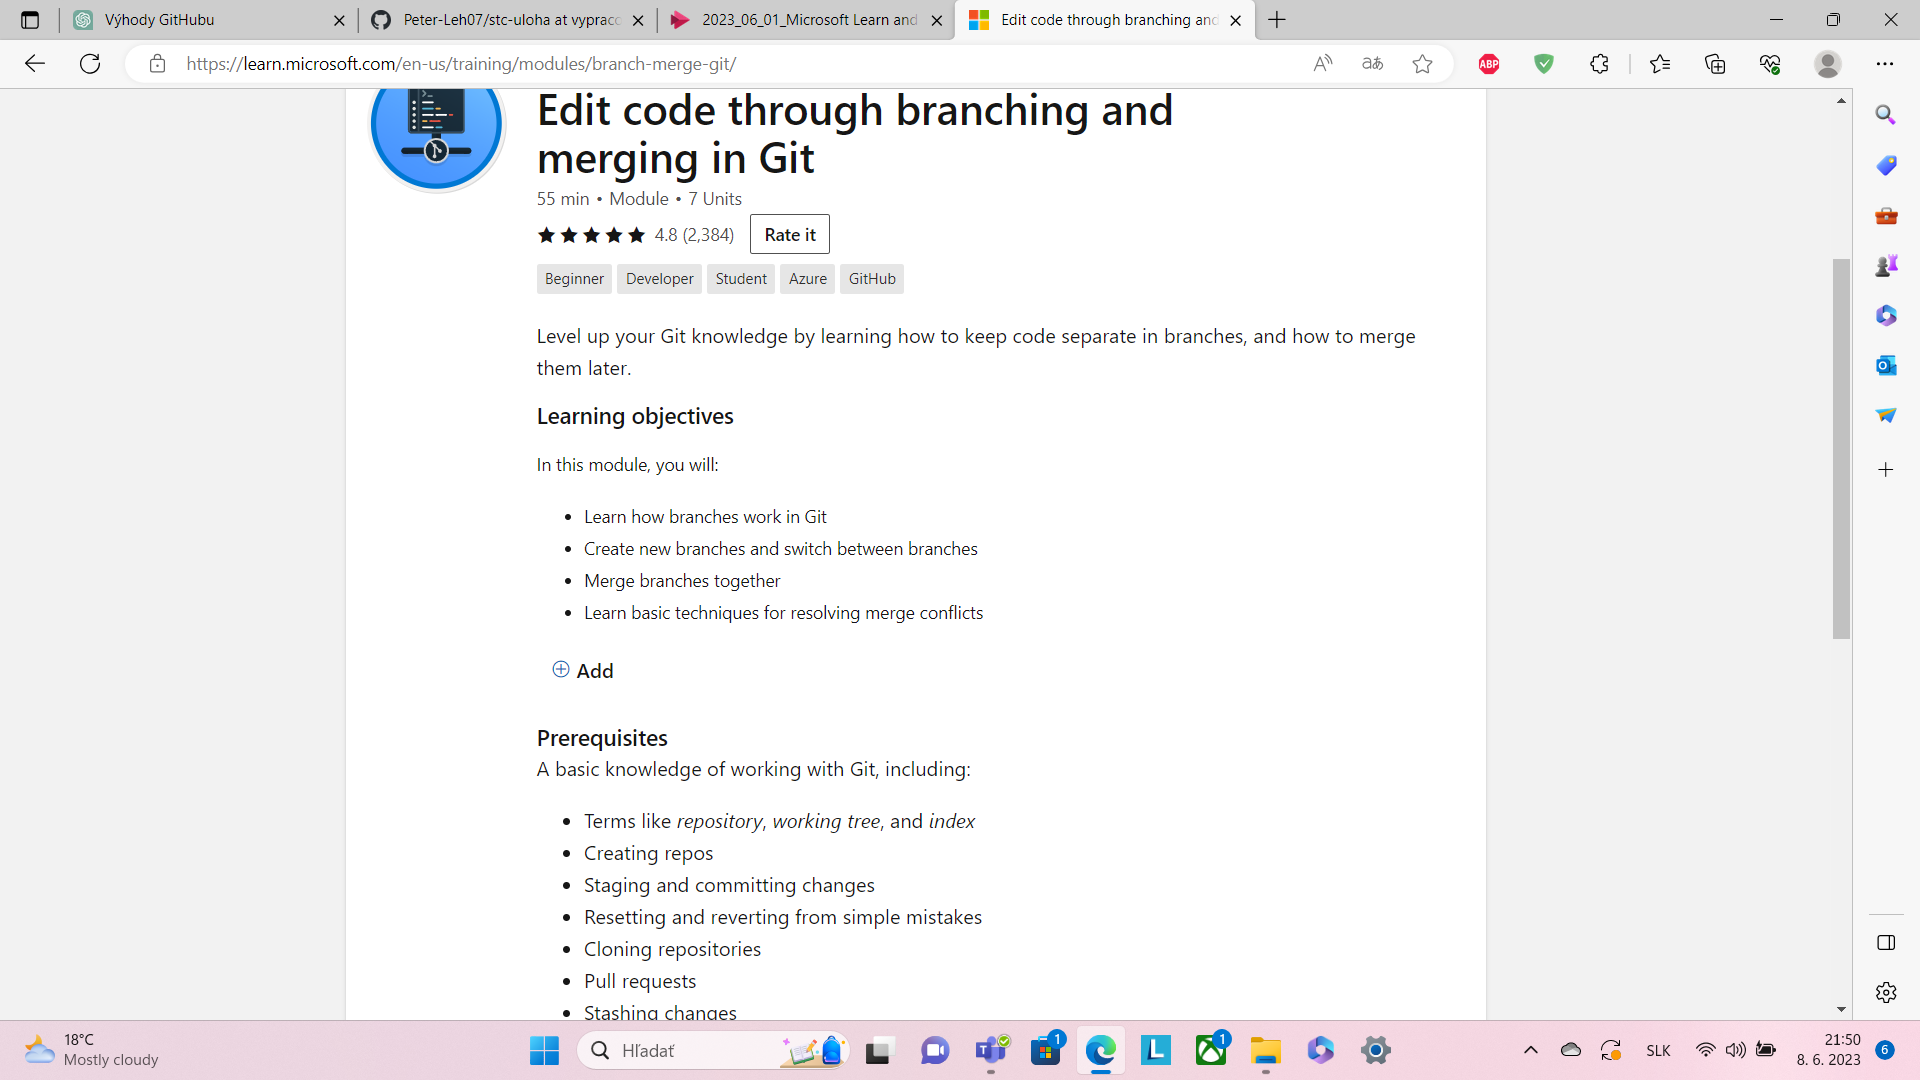 Výhody GitHubu
Peter-Leh07/stc-uloha at vyprac
2023_06_01_Microsoft Learn and
Edit code through branching and
https://learn.microsoft.com/en-us/training/modules/branch-merge-git/
ABP
Edit code through branching and
merging in Git
55 min • Module • 7 Units
4.8 (2,384)
Rate it
Beginner
Developer
Student
Azure
GitHub
Level up your Git knowledge by learning how to keep code separate in branches, and how to merge
them later.
Learning objectives
In this module, you will:
• Learn how branches work in Git
• Create new branches and switch between branches
• Merge branches together
• Learn basic techniques for resolving merge conflicts
Add
Prerequisites
A basic knowledge of working with Git, including:
• Terms like repository, working tree, and index
• Creating repos
• Staging and committing changes
• Resetting and reverting from simple mistakes
• Cloning repositories
• Pull requests
• Stashing changes
18°C
Mostly cloudy
Hľadať
1
L
1
SLK
21:50
8. 6. 2023
6